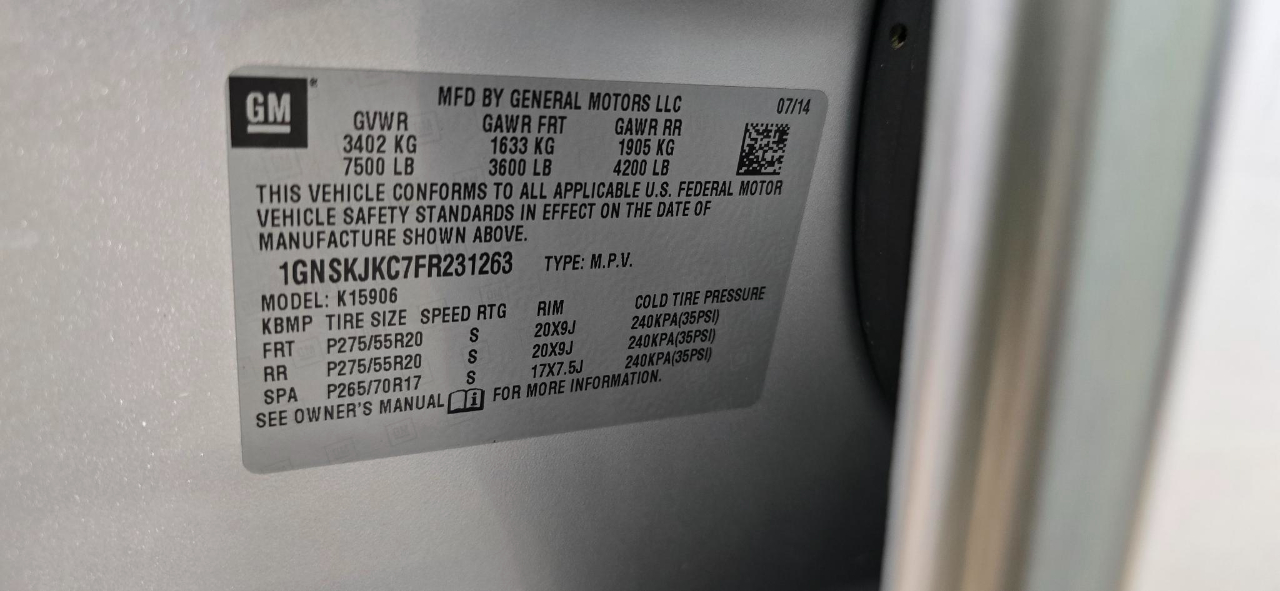 GM®
MFD BY GENERAL MOTORS LLC 07/14
GVWR GAWR FRT GAWR RR
3402 KG 1633 KG 1905 KG
7500 LB 3600 LB 4200 LB
THIS VEHICLE CONFORMS TO ALL APPLICABLE U.S. FEDERAL MOTOR
VEHICLE SAFETY STANDARDS IN EFFECT ON THE DATE OF
MANUFACTURE SHOWN ABOVE.
1GNSKJKC7FR231263 TYPE: M.P.V.
MODEL: K15906
KBMP TIRE SIZE SPEED RTG RIM COLD TIRE PRESSURE
FRT P275/55R20 S 20X9J 240KPA(35PSI)
RR P275/55R20 S 20X9J 240KPA(35PSI)
SPA P265/70R17 S 17X7.5J 240KPA(35PSI)
SEE OWNER'S MANUAL FOR MORE INFORMATION.